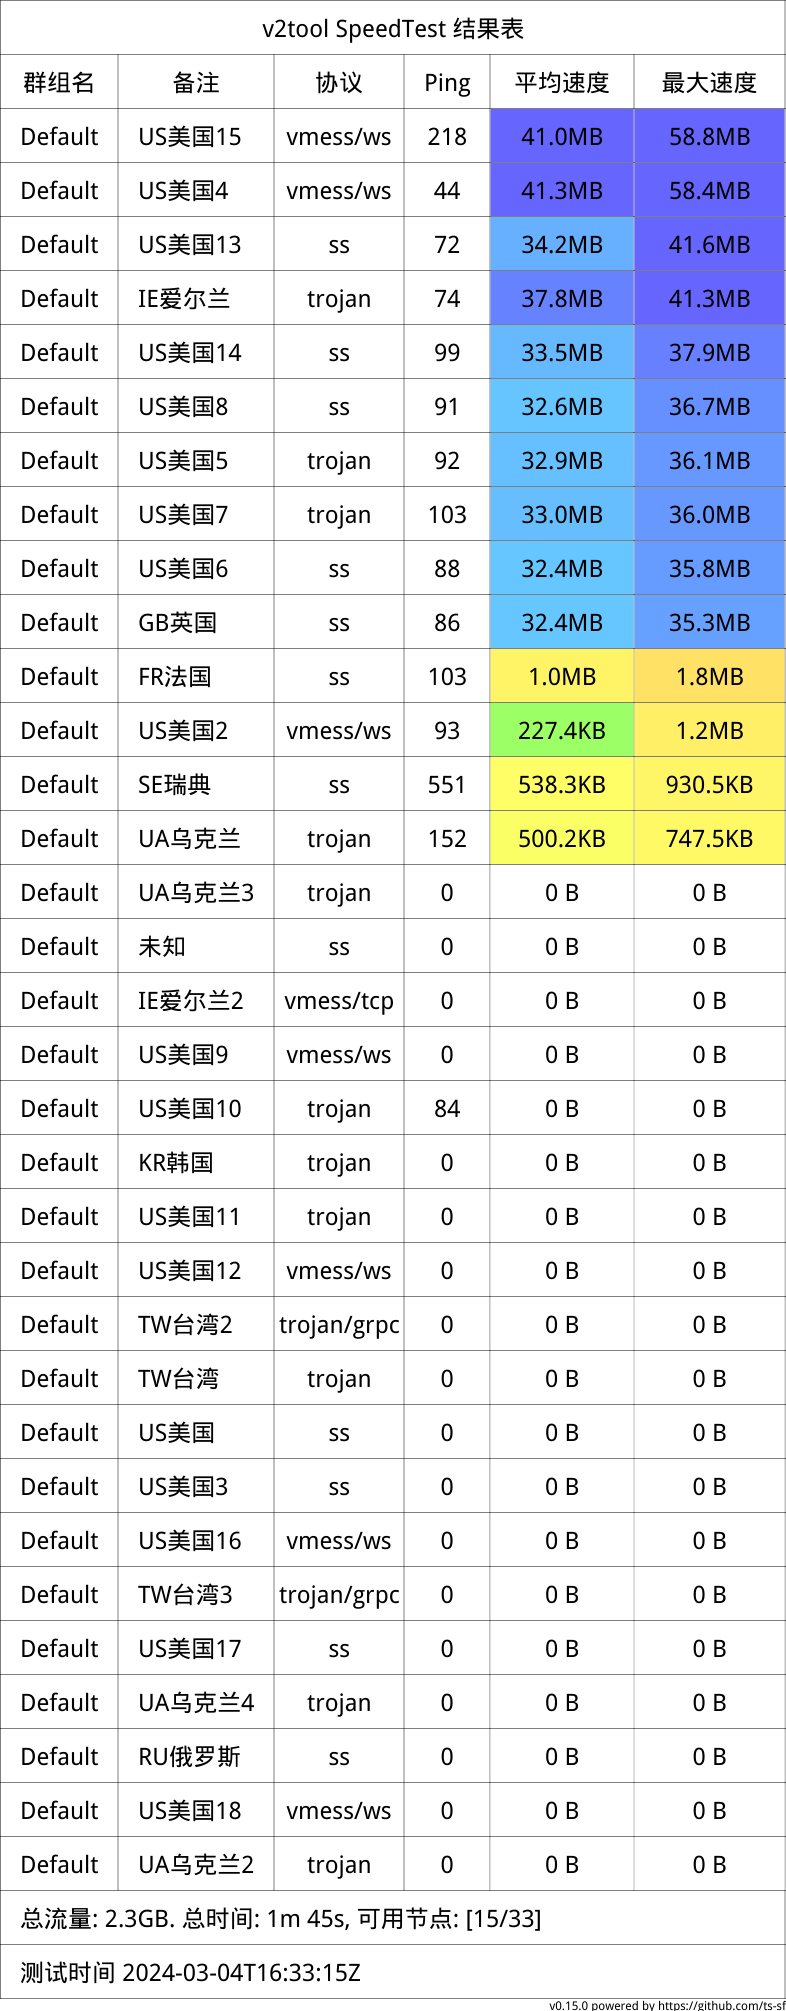 v2tool SpeedTest 结果表
群组名 备注 协议 Ping 平均速度 最大速度
Default US美国15 vmess/ws 218 41.0MB 58.8MB
Default US美国4 vmess/ws 44 41.3MB 58.4MB
Default US美国13 ss 72 34.2MB 41.6MB
Default IE爱尔兰 trojan 74 37.8MB 41.3MB
Default US美国14 ss 99 33.5MB 37.9MB
Default US美国8 ss 91 32.6MB 36.7MB
Default US美国5 trojan 92 32.9MB 36.1MB
Default US美国7 trojan 103 33.0MB 36.0MB
Default US美国6 ss 88 32.4MB 35.8MB
Default GB英国 ss 86 32.4MB 35.3MB
Default FR法国 ss 103 1.0MB 1.8MB
Default US美国2 vmess/ws 93 227.4KB 1.2MB
Default SE瑞典 ss 551 538.3KB 930.5KB
Default UA乌克兰 trojan 152 500.2KB 747.5KB
Default UA乌克兰3 trojan 0 0 B 0 B
Default 未知 ss 0 0 B 0 B
Default IE爱尔兰2 vmess/tcp 0 0 B 0 B
Default US美国9 vmess/ws 0 0 B 0 B
Default US美国10 trojan 84 0 B 0 B
Default KR韩国 trojan 0 0 B 0 B
Default US美国11 trojan 0 0 B 0 B
Default US美国12 vmess/ws 0 0 B 0 B
Default TW台湾2 trojan/grpc 0 0 B 0 B
Default TW台湾 trojan 0 0 B 0 B
Default US美国 ss 0 0 B 0 B
Default US美国3 ss 0 0 B 0 B
Default US美国16 vmess/ws 0 0 B 0 B
Default TW台湾3 trojan/grpc 0 0 B 0 B
Default US美国17 ss 0 0 B 0 B
Default UA乌克兰4 trojan 0 0 B 0 B
Default RU俄罗斯 ss 0 0 B 0 B
Default US美国18 vmess/ws 0 0 B 0 B
Default UA乌克兰2 trojan 0 0 B 0 B
总流量: 2.3GB. 总时间: 1m 45s, 可用节点: [15/33]
测试时间 2024-03-04T16:33:15Z
v0.15.0 powered by https://github.com/ts-sf